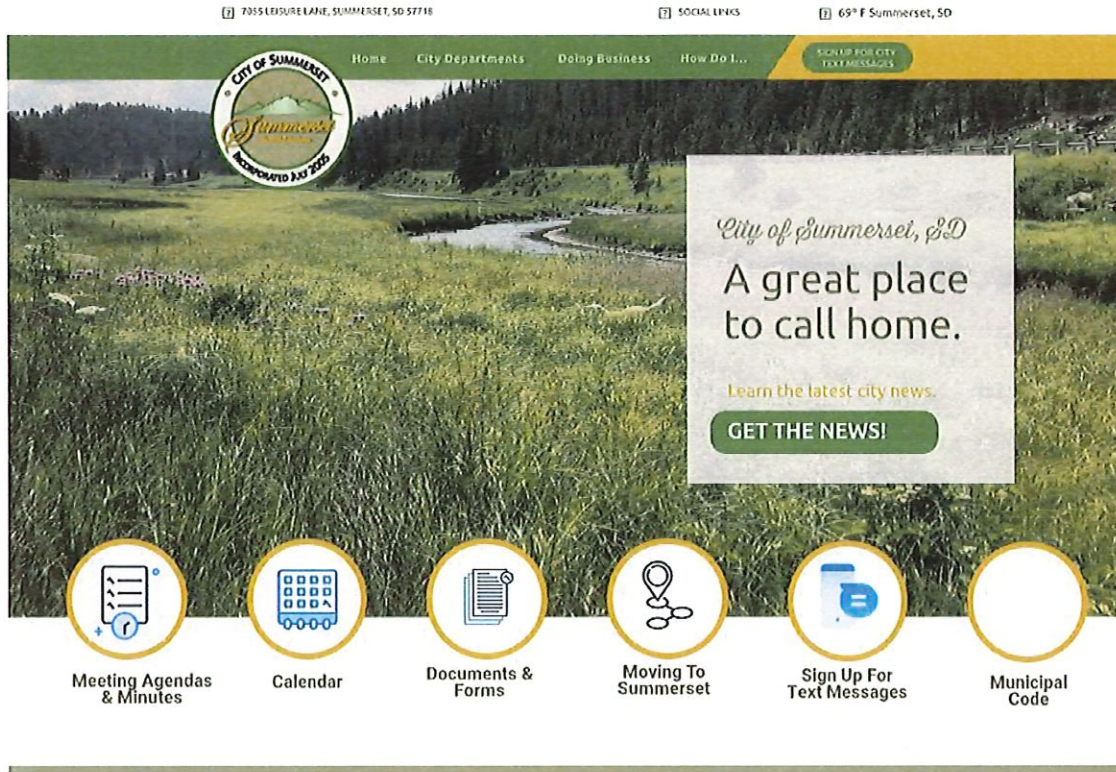 7055 LEISURE LANE, SUMMERSET, SD 57718
SOCIAL LINKS
69° F Summerset, SD
CITY OF SUMMERSET
Summerset
INCORPORATED JULY 2005
Home
City Departments
Doing Business
How Do I...
SIGN UP FOR CITY
TEXT MESSAGES
City of Summerset, SD
A great place
to call home.
Learn the latest city news.
GET THE NEWS!
Meeting Agendas
& Minutes
Calendar
Documents &
Forms
Moving To
Summerset
Sign Up For
Text Messages
Municipal
Code